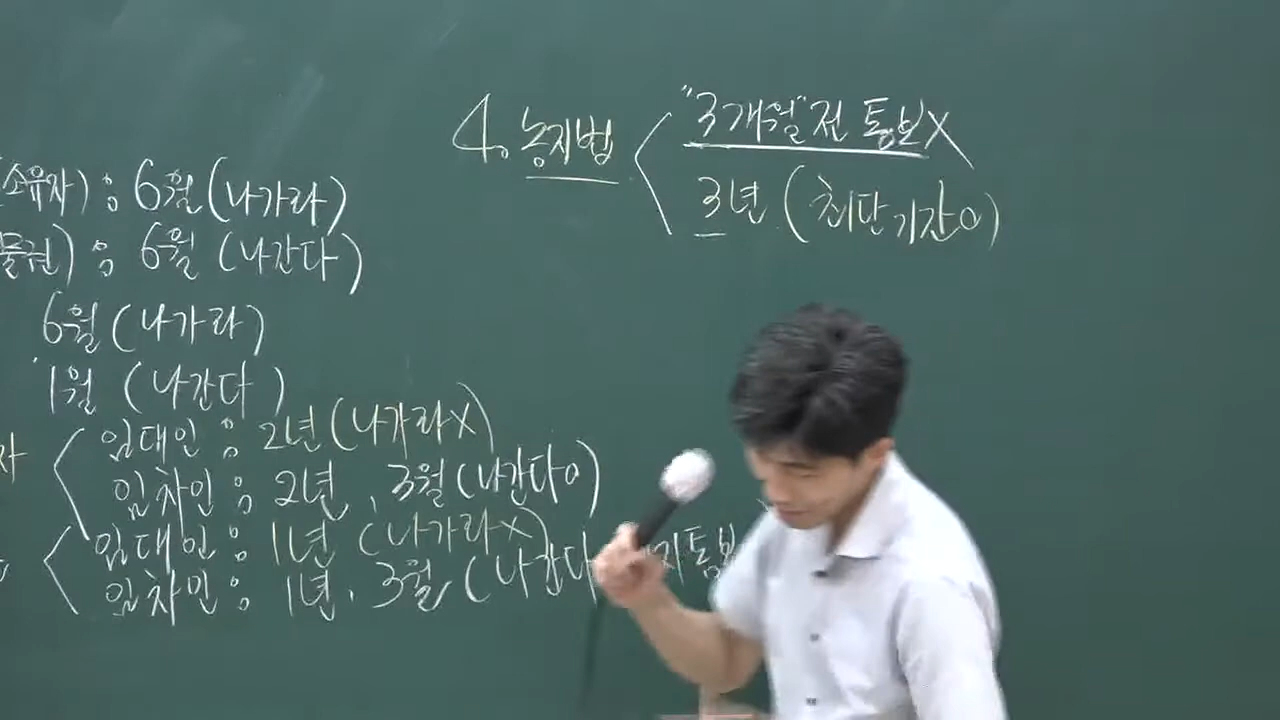 4. 농지법
"3개월"전 통보X
3년 (최단기간O)
(소유자) : 6월(나가라)
물권) : 6월 (나간다)
6월 (나가라)
1월 (나간다)
자
임대인 : 2년(나가라X)
임차인 : 2년, 3월(나간다O)
임대인 : 1년 (나가라X)
임차인 : 1년, 3월 (나간다 통보